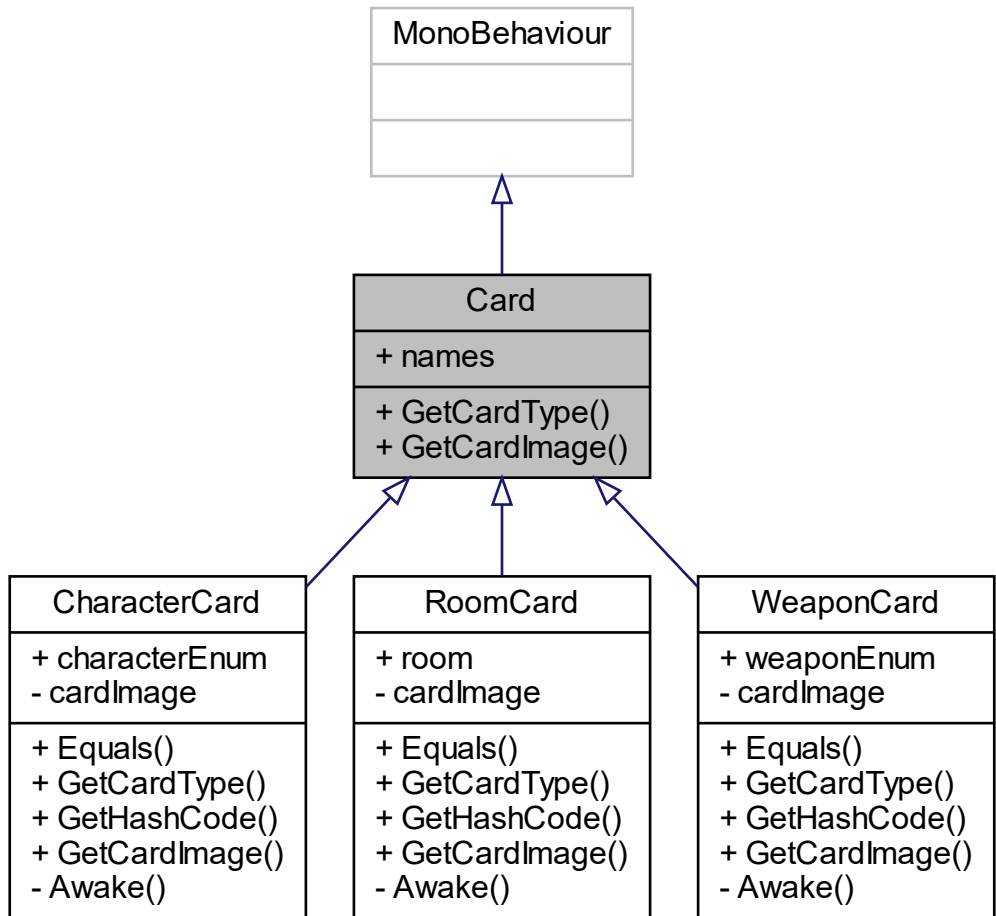 MonoBehaviour
Card
+ names
+ GetCardType()
+ GetCardImage()
CharacterCard
+ characterEnum
- cardImage
+ Equals()
+ GetCardType()
+ GetHashCode()
+ GetCardImage()
- Awake()
RoomCard
+ room
- cardImage
+ Equals()
+ GetCardType()
+ GetHashCode()
+ GetCardImage()
- Awake()
WeaponCard
+ weaponEnum
- cardImage
+ Equals()
+ GetCardType()
+ GetHashCode()
+ GetCardImage()
- Awake()